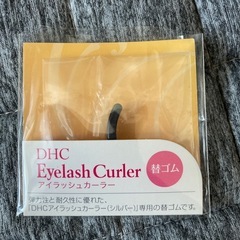 DHC
Eyelash Curler
替ゴム
アイラッシュカーラー
弾力性と耐久性に優れた、
「DHCアイラッシュカーラー(シルバー)」専用の替ゴムです。